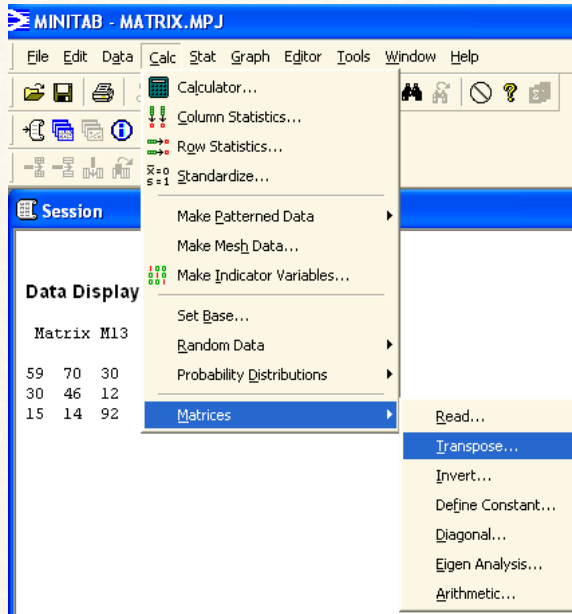 MINITAB - MATRIX.MPJ
File Edit Data Calc Stat Graph Editor Tools Window Help
Calculator...
Column Statistics...
Row Statistics...
Standardize...
Make Patterned Data
Make Mesh Data...
Make Indicator Variables...
Set Base...
Random Data
Probability Distributions
Matrices
Read...
Transpose...
Invert...
Define Constant...
Diagonal...
Eigen Analysis...
Arithmetic...
Session
Data Display
Matrix M13
59 70 30
30 46 12
15 14 92